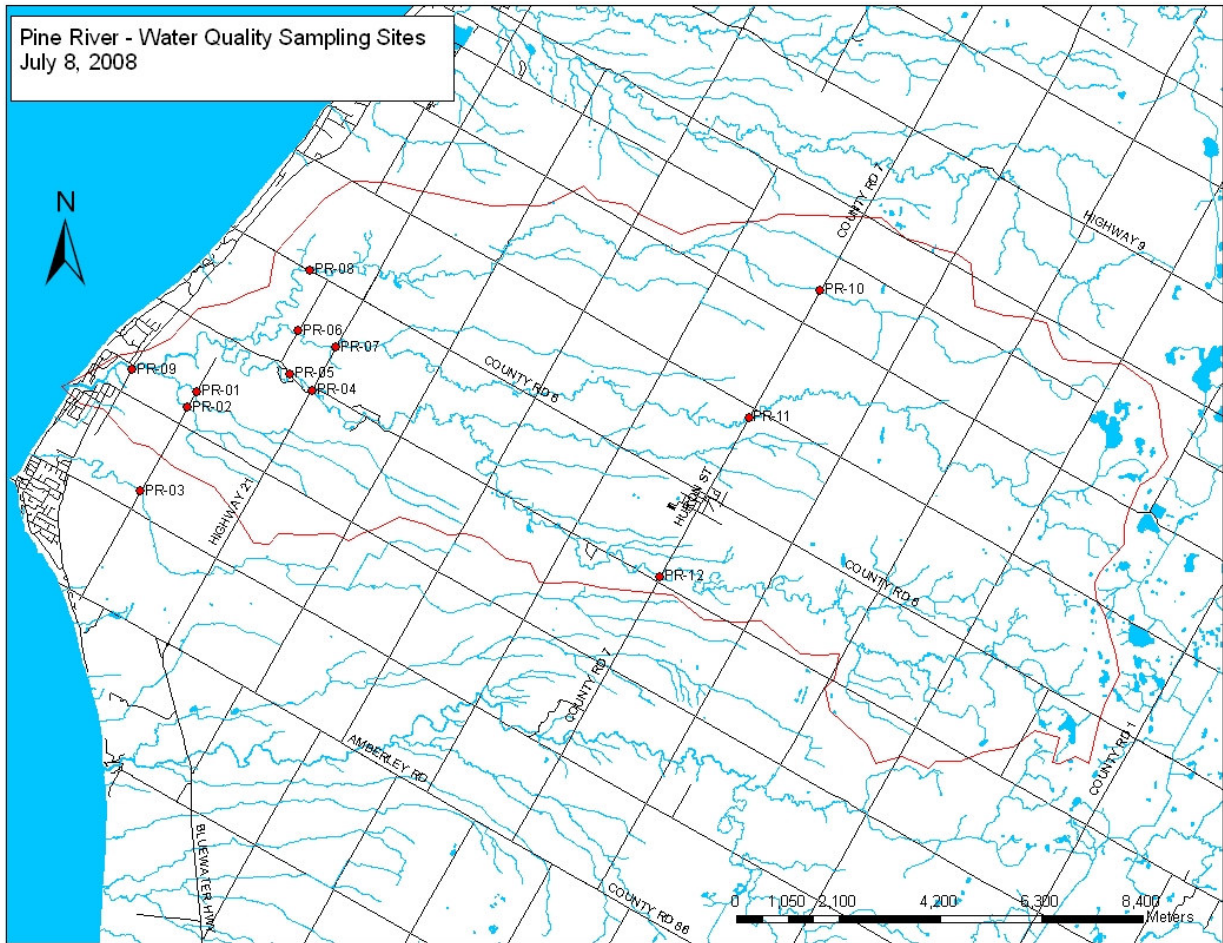 Pine River - Water Quality Sampling Sites
July 8, 2008
N
COUNTY RD 7
HIGHWAY 9
PR-08
PR-10
PR-06
PR-07
COUNTY RD 6
PR-09
PR-05
PR-04
PR-01
PR-02
PR-11
PR-03
HIGHWAY 21
HURON ST
PR-12
COUNTY RD 6
COUNTY RD 7
COUNTY RD 1
AMBERLEY RD
BLUEWATER HWY
COUNTY RD 86
0 1,050 2,100 4,200 6,300 8,400
Meters